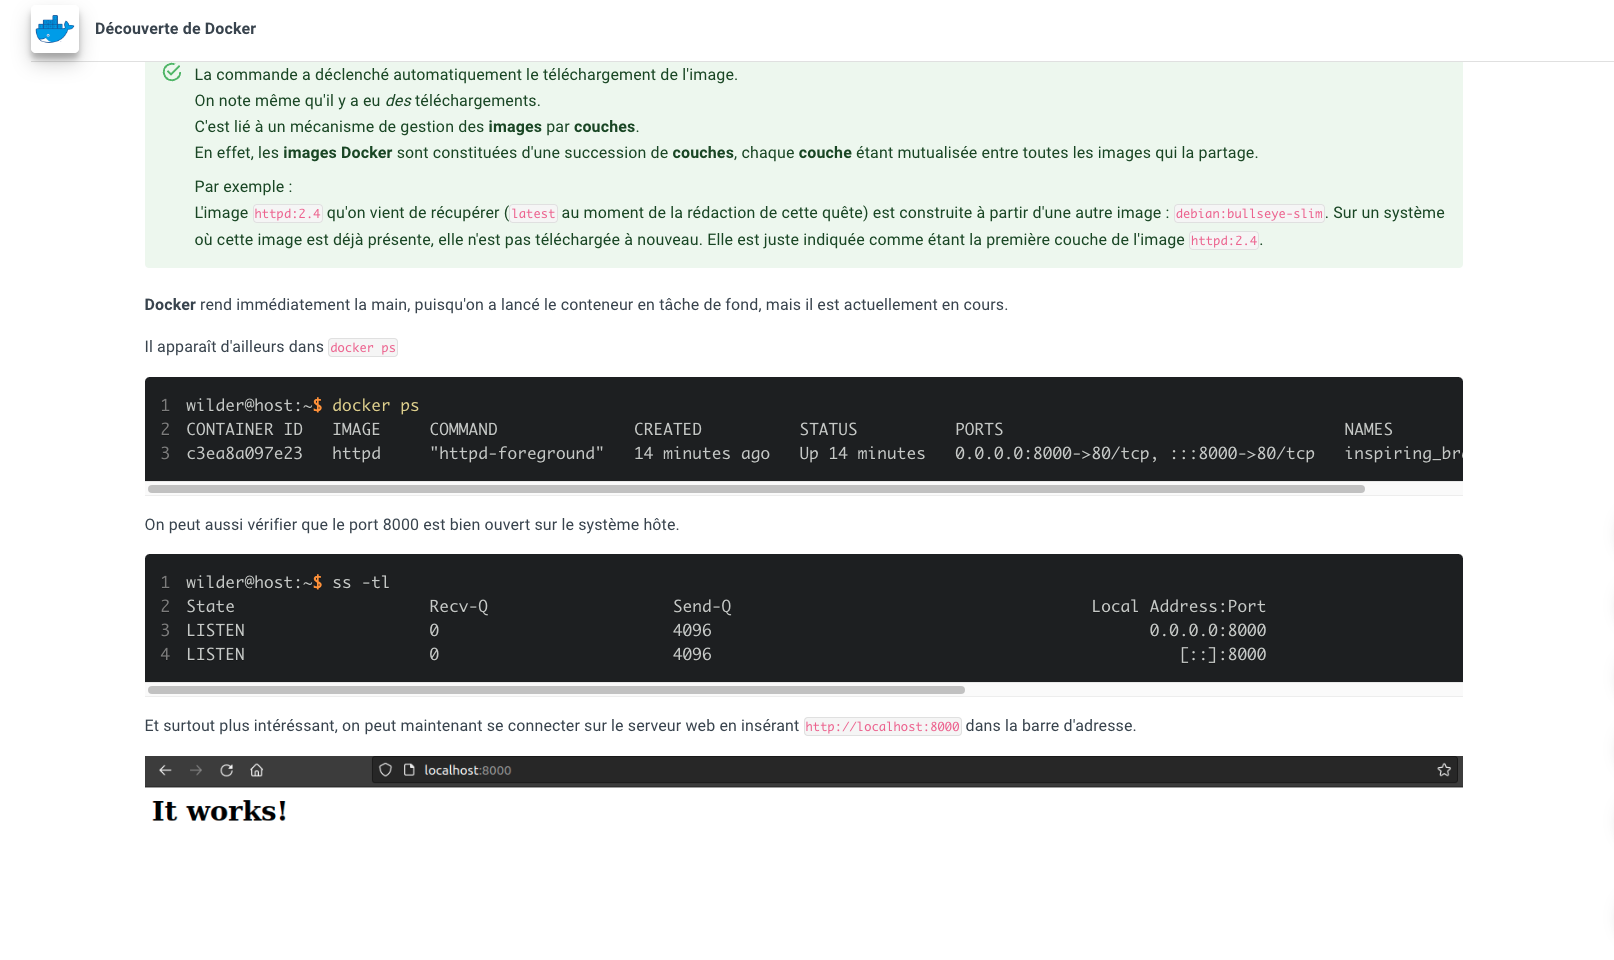 Découverte de Docker
La commande a déclenché automatiquement le téléchargement de l'image.
On note même qu'il y a eu des téléchargements.
C'est lié à un mécanisme de gestion des images par couches.
En effet, les images Docker sont constituées d'une succession de couches, chaque couche étant mutualisée entre toutes les images qui la partage.
Par exemple :
L'image httpd:2.4 qu'on vient de récupérer (latest au moment de la rédaction de cette quête) est construite à partir d'une autre image : debian:bullseye-slim. Sur un système
où cette image est déjà présente, elle n'est pas téléchargée à nouveau. Elle est juste indiquée comme étant la première couche de l'image httpd:2.4.
Docker rend immédiatement la main, puisqu'on a lancé le conteneur en tâche de fond, mais il est actuellement en cours.
Il apparaît d'ailleurs dans docker ps
1 wilder@host:~$ docker ps
2 CONTAINER ID IMAGE COMMAND CREATED STATUS PORTS NAMES
3 c3ea8a097e23 httpd "httpd-foreground" 14 minutes ago Up 14 minutes 0.0.0.0:8000->80/tcp, :::8000->80/tcp inspiring_br
On peut aussi vérifier que le port 8000 est bien ouvert sur le système hôte.
1 wilder@host:~$ ss -tl
2 State Recv-Q Send-Q Local Address:Port
3 LISTEN 0 4096 0.0.0.0:8000
4 LISTEN 0 4096 [::]:8000
Et surtout plus intéréssant, on peut maintenant se connecter sur le serveur web en insérant http://localhost:8000 dans la barre d'adresse.
localhost:8000
It works!